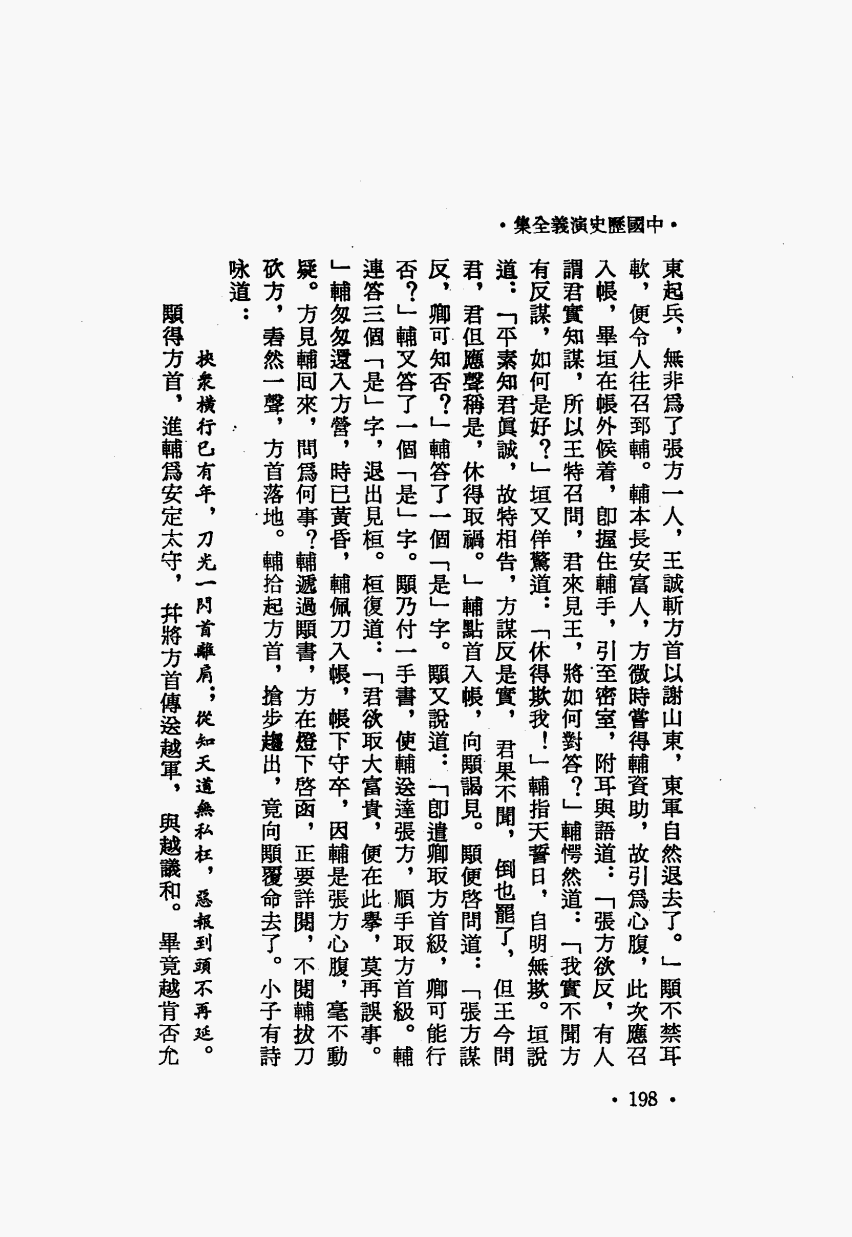 •中國歷史演義全集•
東起兵，無非爲了張方一人，王誠斬方首以謝山東，東軍自然退去了。」顒不禁耳
軟，便令人往召郅輔。輔本長安富人，方微時嘗得輔資助，故引爲心腹，此次應召
入帳，畢垣在帳外候着，卽握住輔手，引至密室，附耳與語道：「張方欲反，有人
謂君實知謀，所以王特召問，君來見王，將如何對答？」輔愕然道：「我實不聞方
有反謀，如何是好？」垣又佯驚道：「休得欺我！」輔指天誓日，自明無欺。垣說
道：「平素知君眞誠，故特相告，方謀反是實，君果不聞，倒也罷了，但王今問
君，君但應聲稱是，休得取禍。」輔點首入帳，向顒謁見。顒便啓問道：「張方謀
反，卿可知否？」輔答了一個「是」字。顒又說道：「卽遣卿取方首級，卿可能行
否？」輔又答了一個「是」字。顒乃付一手書，使輔送達張方，順手取方首級。輔
連答三個「是」字，退出見桓。桓復道：「君欲取大富貴，便在此擧，莫再誤事。
」輔匆匆還入方營，時已黃昏，輔佩刀入帳，帳下守卒，因輔是張方心腹，毫不動
疑。方見輔囘來，問爲何事？輔遞過顒書，方在燈下啓函，正要詳閱，不閱輔拔刀
砍方，砉然一聲，方首落地。輔拾起方首，搶步趨出，竟向顒覆命去了。小子有詩
咏道：
挾衆橫行已有年，刀光一閃首離肩；從知天道無私枉，惡報到頭不再延。
顒得方首，進輔爲安定太守，幷將方首傳送越軍，與越議和。畢竟越肯否允
•198•